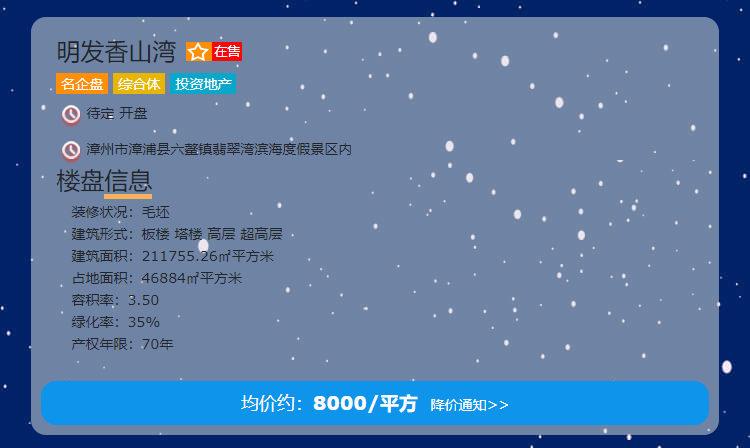 明发香山湾 在售
名企盘 综合体 投资地产
待定 开盘
漳州市漳浦县六鳌镇翡翠湾滨海度假景区内
楼盘信息
装修状况：毛坯
建筑形式：板楼 塔楼 高层 超高层
建筑面积：211755.26㎡平方米
占地面积：46884㎡平方米
容积率：3.50
绿化率：35%
产权年限：70年
均价约：8000/平方 降价通知>>